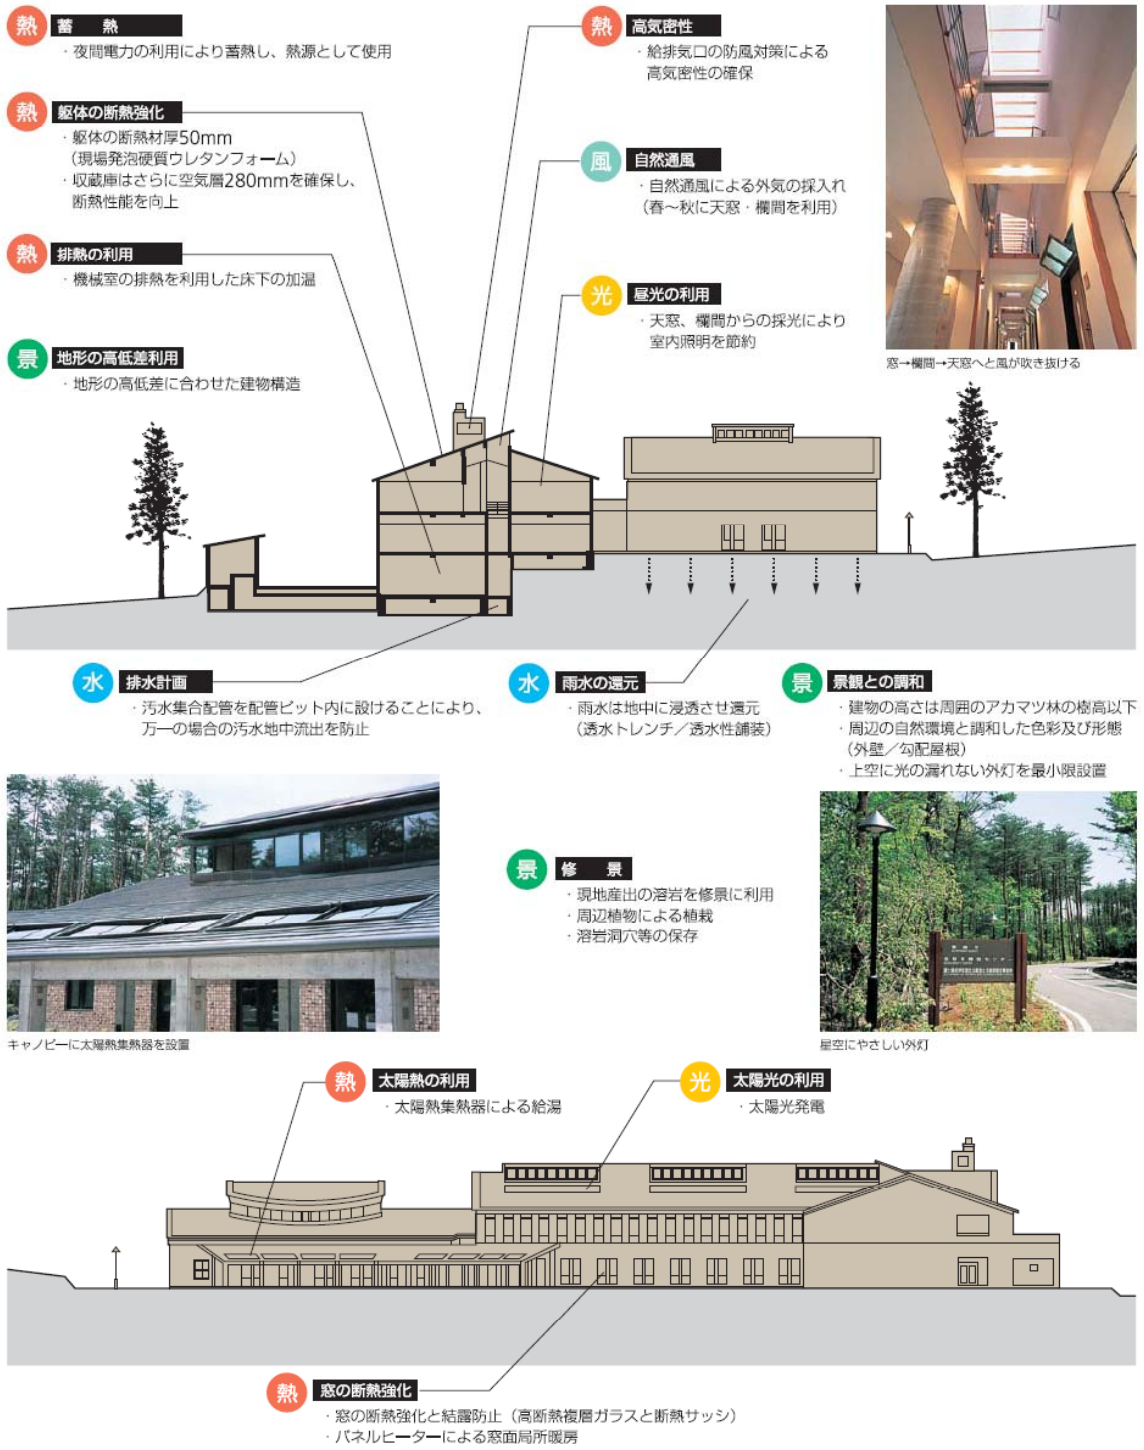 熱 蓄 熱
・夜間電力の利用により蓄熱し、熱源として使用
熱 躯体の断熱強化
・躯体の断熱材厚50mm
（現場発泡硬質ウレタンフォーム）
・収蔵庫はさらに空気層280mmを確保し、
断熱性能を向上
熱 排熱の利用
・機械室の排熱を利用した床下の加温
景 地形の高低差利用
・地形の高低差に合わせた建物構造
熱 高気密性
・給排気口の防風対策による
高気密性の確保
風 自然通風
・自然通風による外気の採入れ
（春～秋に天窓・欄間を利用）
光 昼光の利用
・天窓、欄間からの採光により
室内照明を節約
窓→欄間→天窓へと風が吹き抜ける
水 排水計画
・汚水集合配管を配管ピット内に設けることにより、
万一の場合の汚水地中流出を防止
水 雨水の還元
・雨水は地中に浸透させ還元
（透水トレンチ／透水性舗装）
景 景観との調和
・建物の高さは周囲のアカマツ林の樹高以下
・周辺の自然環境と調和した色彩及び形態
（外壁／勾配屋根）
・上空に光の漏れない外灯を最小限設置
キャノピーに太陽熱集熱器を設置
景 修 景
・現地産出の溶岩を修景に利用
・周辺植物による植栽
・溶岩洞穴等の保存
星空にやさしい外灯
熱 太陽熱の利用
・太陽熱集熱器による給湯
光 太陽光の利用
・太陽光発電
熱 窓の断熱強化
・窓の断熱強化と結露防止（高断熱複層ガラスと断熱サッシ）
・パネルヒーターによる窓面局所暖房